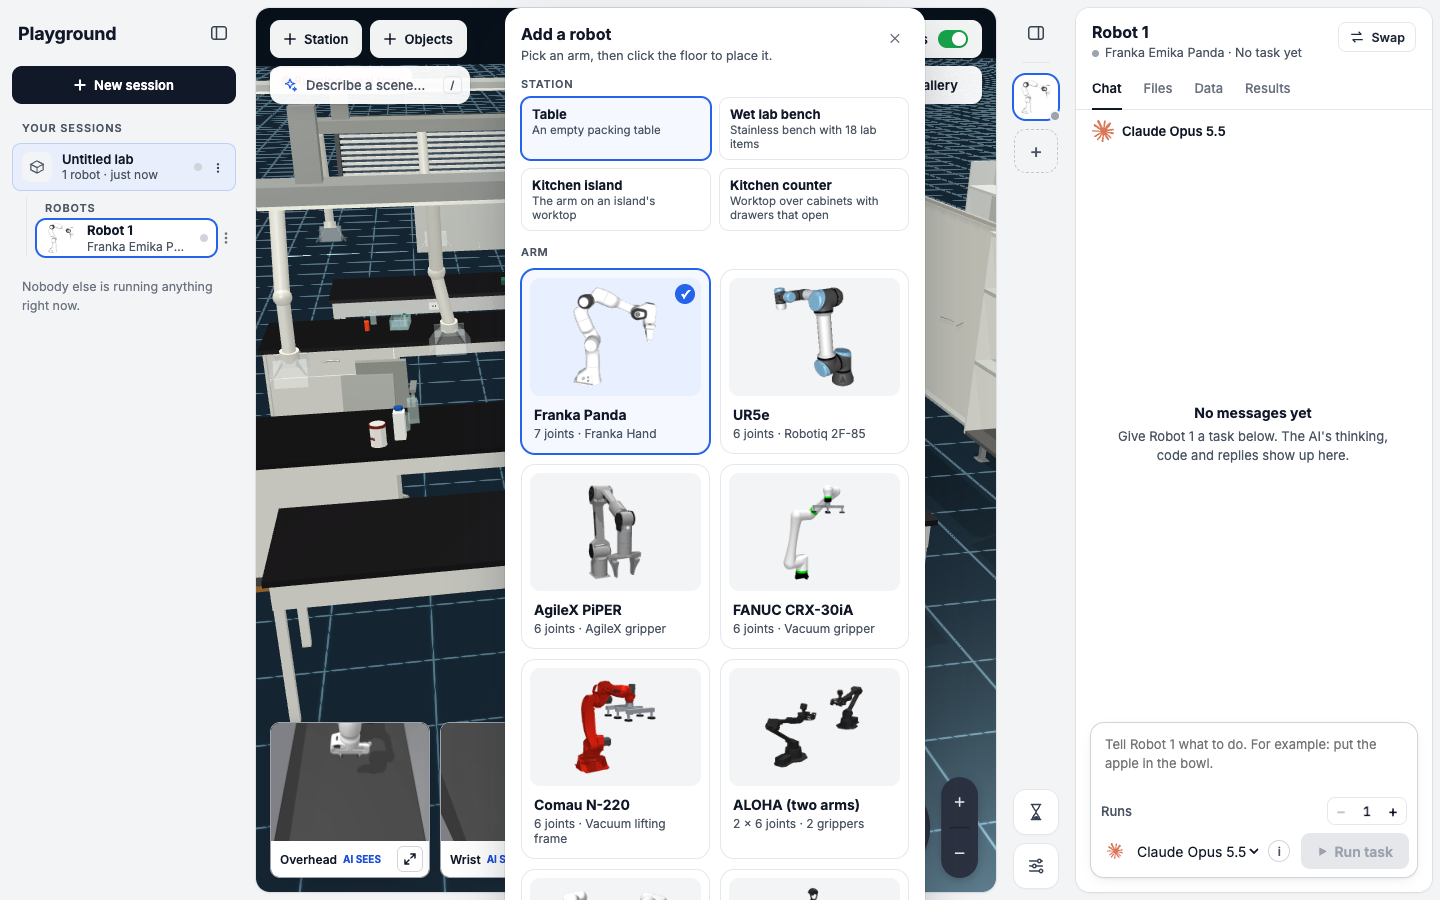 Playground
New session
YOUR SESSIONS
Untitled lab
1 robot · just now
ROBOTS
Robot 1
Franka Emika P...
Nobody else is running anything
right now.
Station
Objects
Describe a scene...
/
Overhead
AI SEES
Wrist
Add a robot
Pick an arm, then click the floor to place it.
STATION
Table
An empty packing table
Wet lab bench
Stainless bench with 18 lab
items
Kitchen island
The arm on an island's
worktop
Kitchen counter
Worktop over cabinets with
drawers that open
ARM
Franka Panda
7 joints · Franka Hand
UR5e
6 joints · Robotiq 2F-85
AgileX PiPER
6 joints · AgileX gripper
FANUC CRX-30iA
6 joints · Vacuum gripper
Comau N-220
6 joints · Vacuum lifting
frame
ALOHA (two arms)
2 × 6 joints · 2 grippers
Robot 1
Franka Emika Panda · No task yet
Swap
Chat
Files
Data
Results
Claude Opus 5.5
No messages yet
Give Robot 1 a task below. The AI's thinking,
code and replies show up here.
Tell Robot 1 what to do. For example: put the
apple in the bowl.
Runs
1
Claude Opus 5.5
Run task